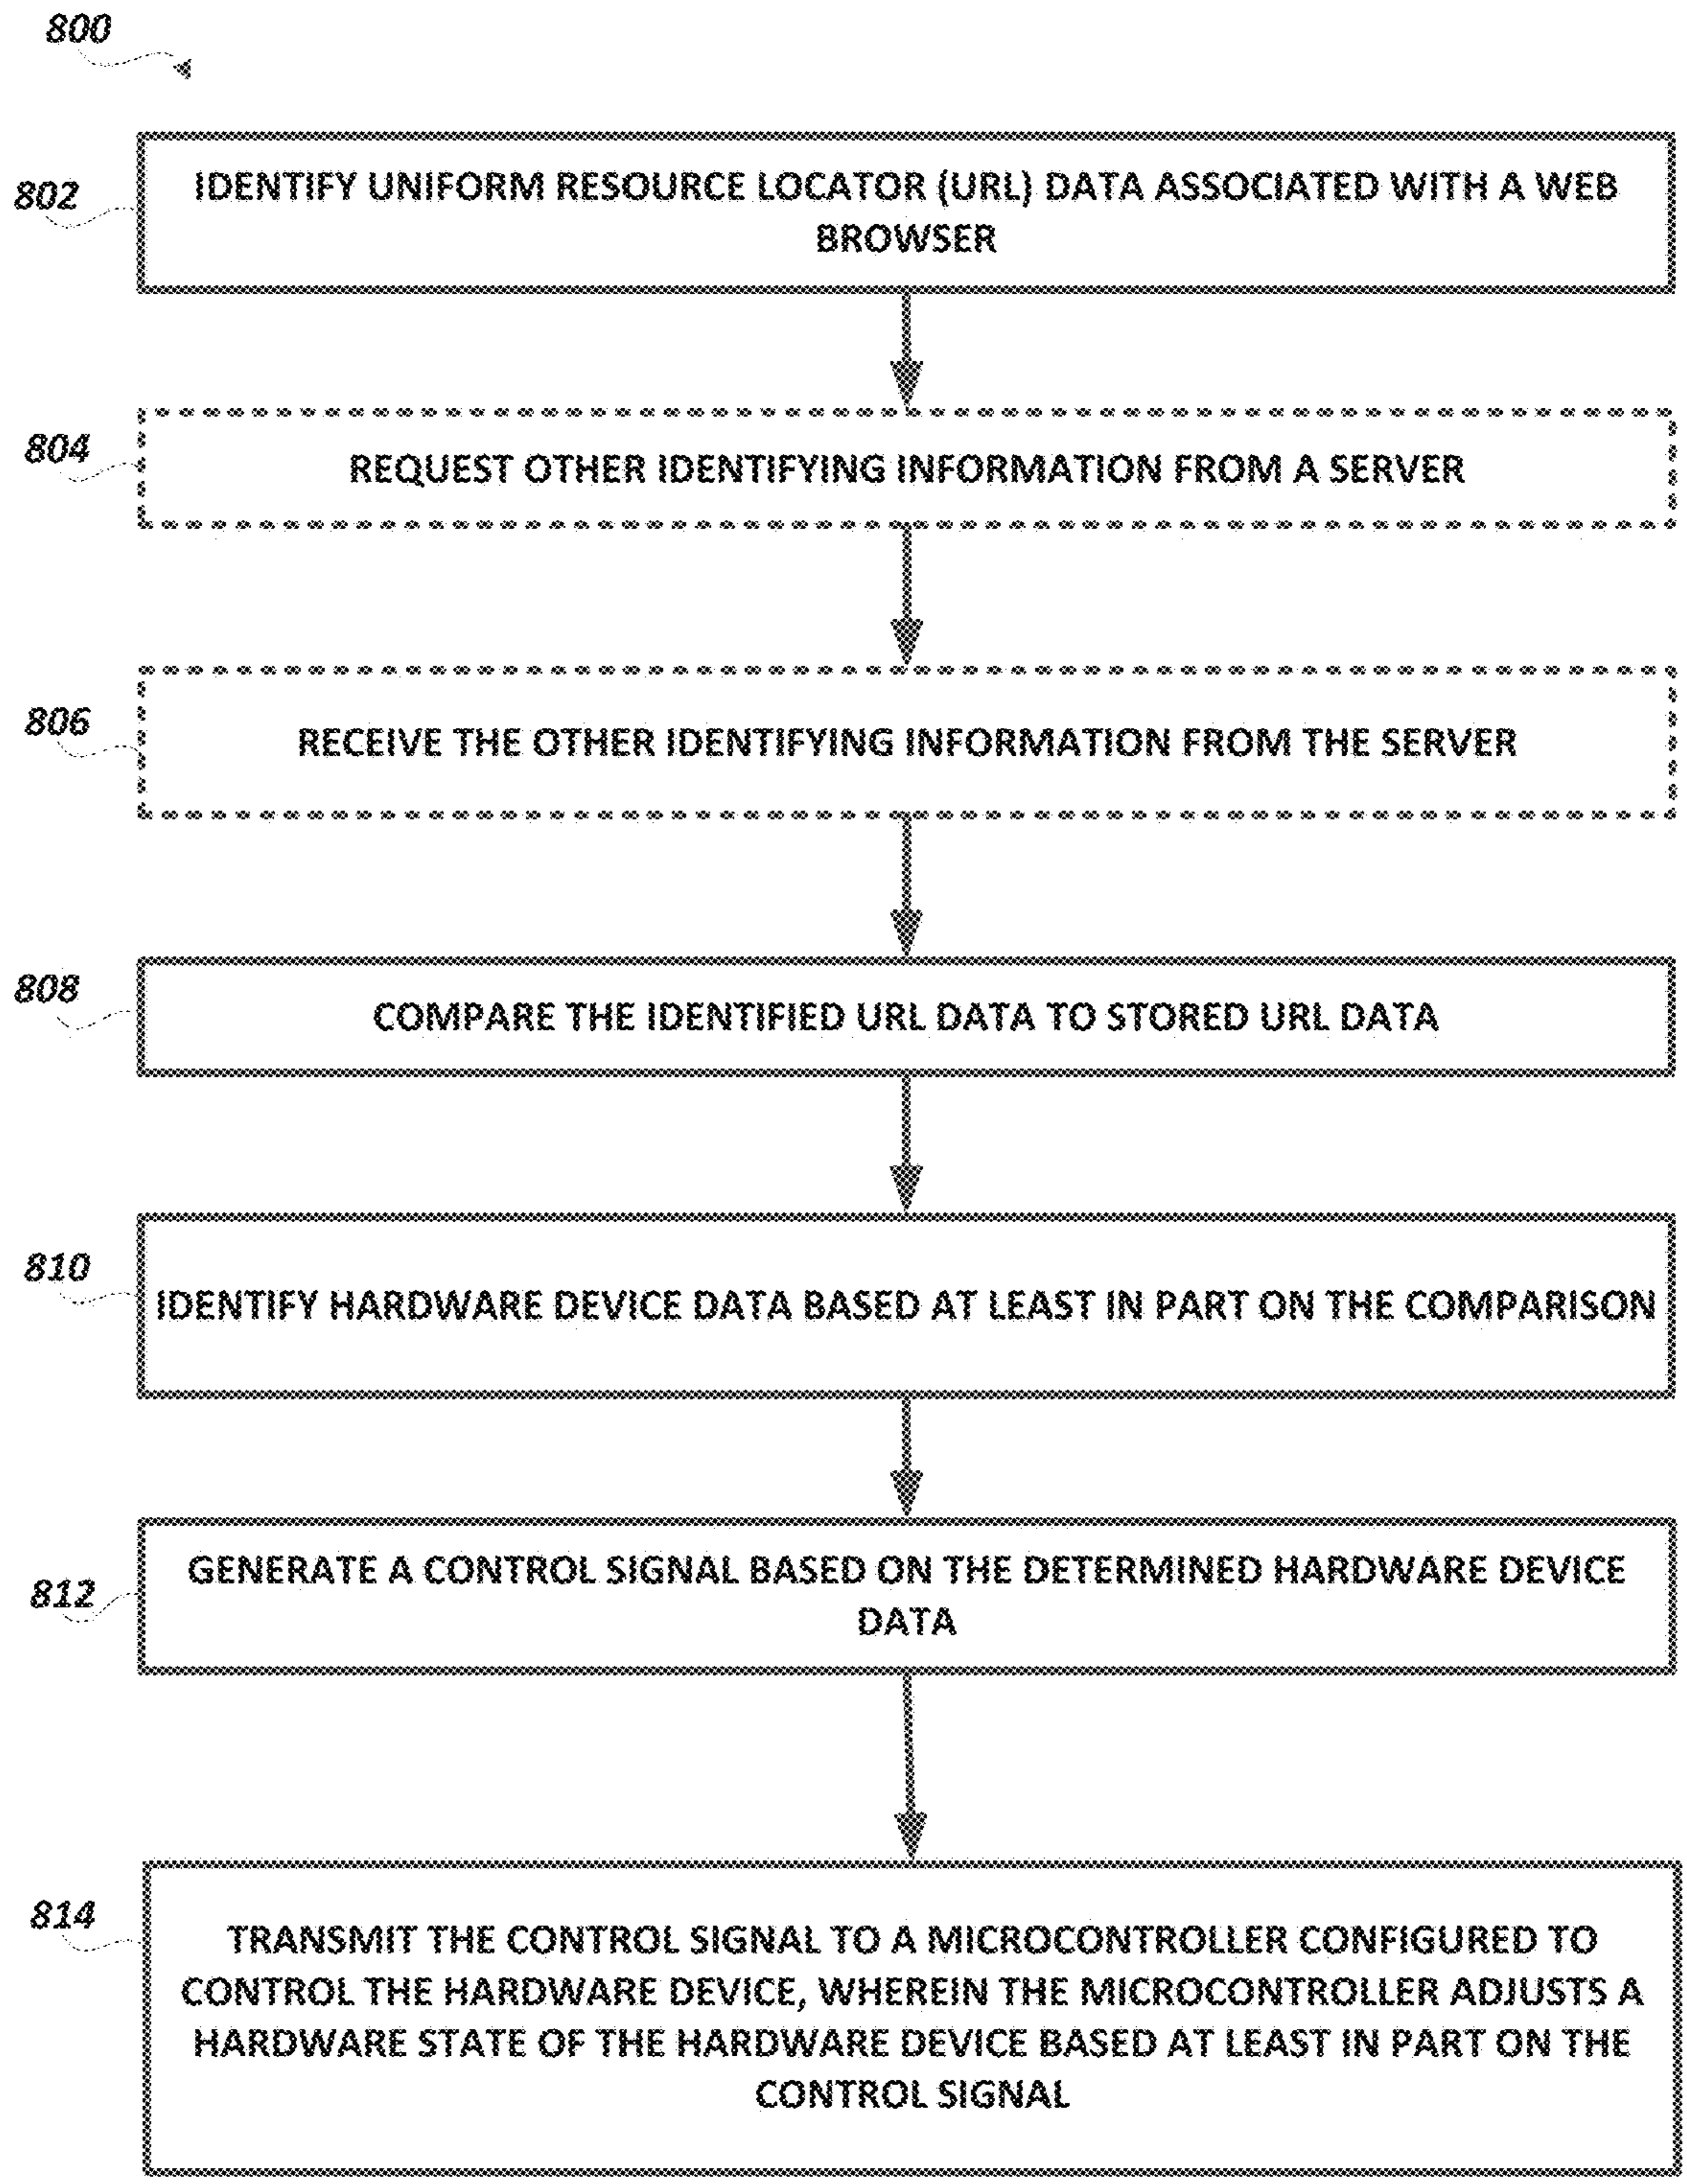 800
802
IDENTIFY UNIFORM RESOURCE LOCATOR (URL) DATA ASSOCIATED WITH A WEB
BROWSER
804
REQUEST OTHER IDENTIFYING INFORMATION FROM A SERVER
806
RECEIVE THE OTHER IDENTIFYING INFORMATION FROM THE SERVER
808
COMPARE THE IDENTIFIED URL DATA TO STORED URL DATA
810
IDENTIFY HARDWARE DEVICE DATA BASED AT LEAST IN PART ON THE COMPARISON
812
GENERATE A CONTROL SIGNAL BASED ON THE DETERMINED HARDWARE DEVICE
DATA
814
TRANSMIT THE CONTROL SIGNAL TO A MICROCONTROLLER CONFIGURED TO
CONTROL THE HARDWARE DEVICE, WHEREIN THE MICROCONTROLLER ADJUSTS A
HARDWARE STATE OF THE HARDWARE DEVICE BASED AT LEAST IN PART ON THE
CONTROL SIGNAL